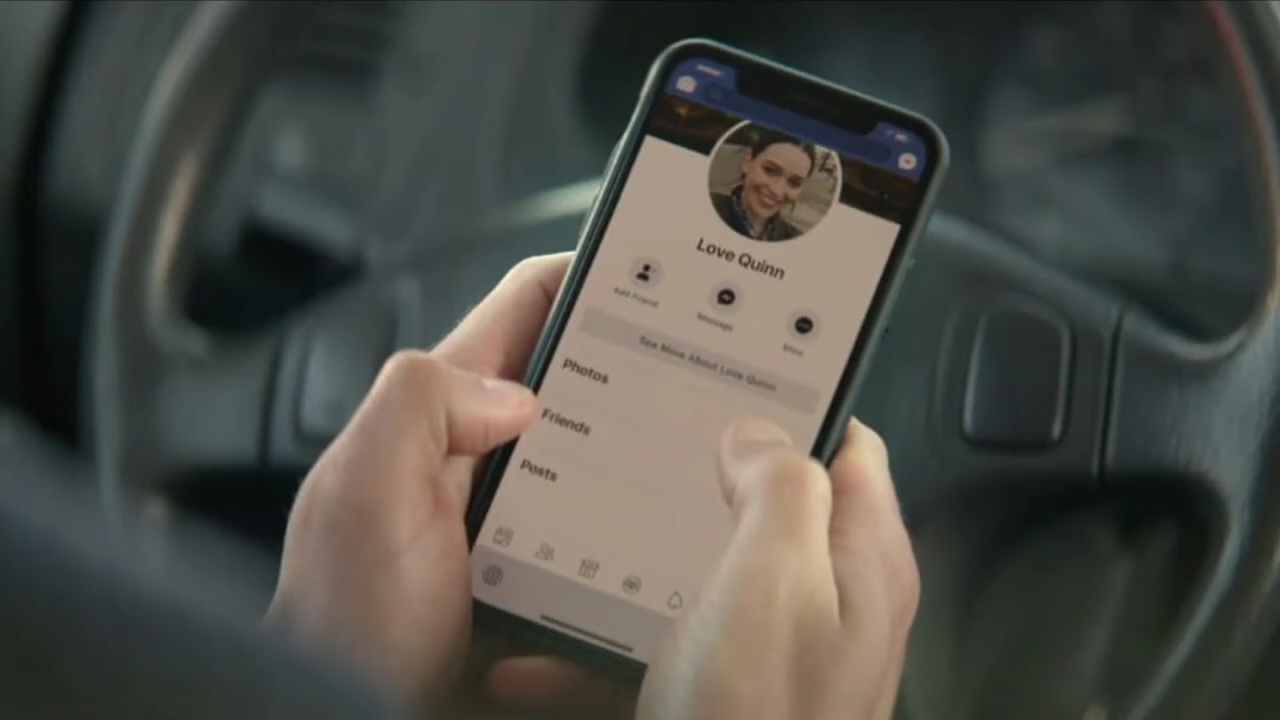 Love Quinn
Add Friend
Message
More
See More About Love Quinn
Photos
Friends
Posts